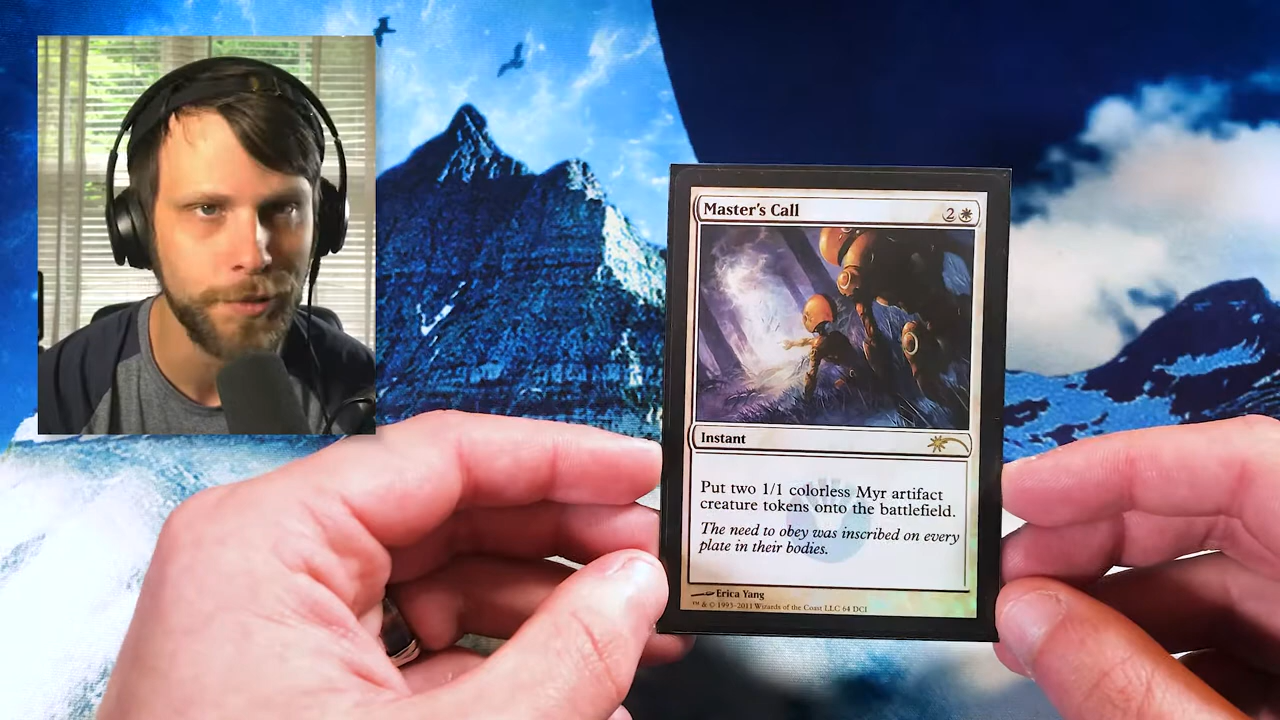 Master's Call 2
Instant
Put two 1/1 colorless Myr artifact
creature tokens onto the battlefield.
The need to obey was inscribed on every
plate in their bodies.
Erica Yang
™ & © 1993-2011 Wizards of the Coast LLC 64 DCI